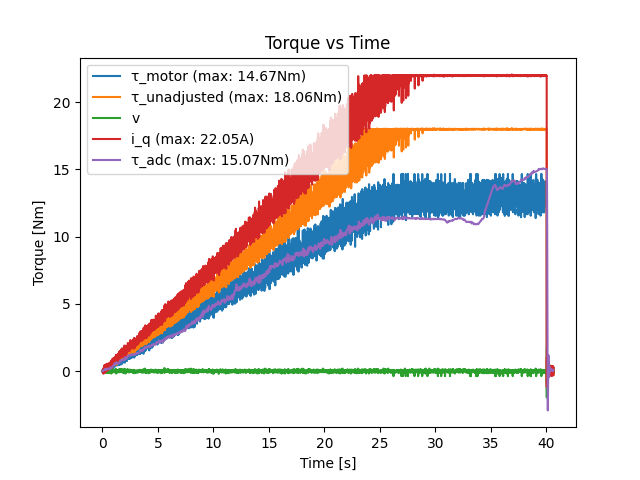 Torque vs Time
τ_motor (max: 14.67Nm)
τ_unadjusted (max: 18.06Nm)
v
i_q (max: 22.05A)
τ_adc (max: 15.07Nm)
Torque [Nm]
20
15
10
5
0
0 5 10 15 20 25 30 35 40
Time [s]